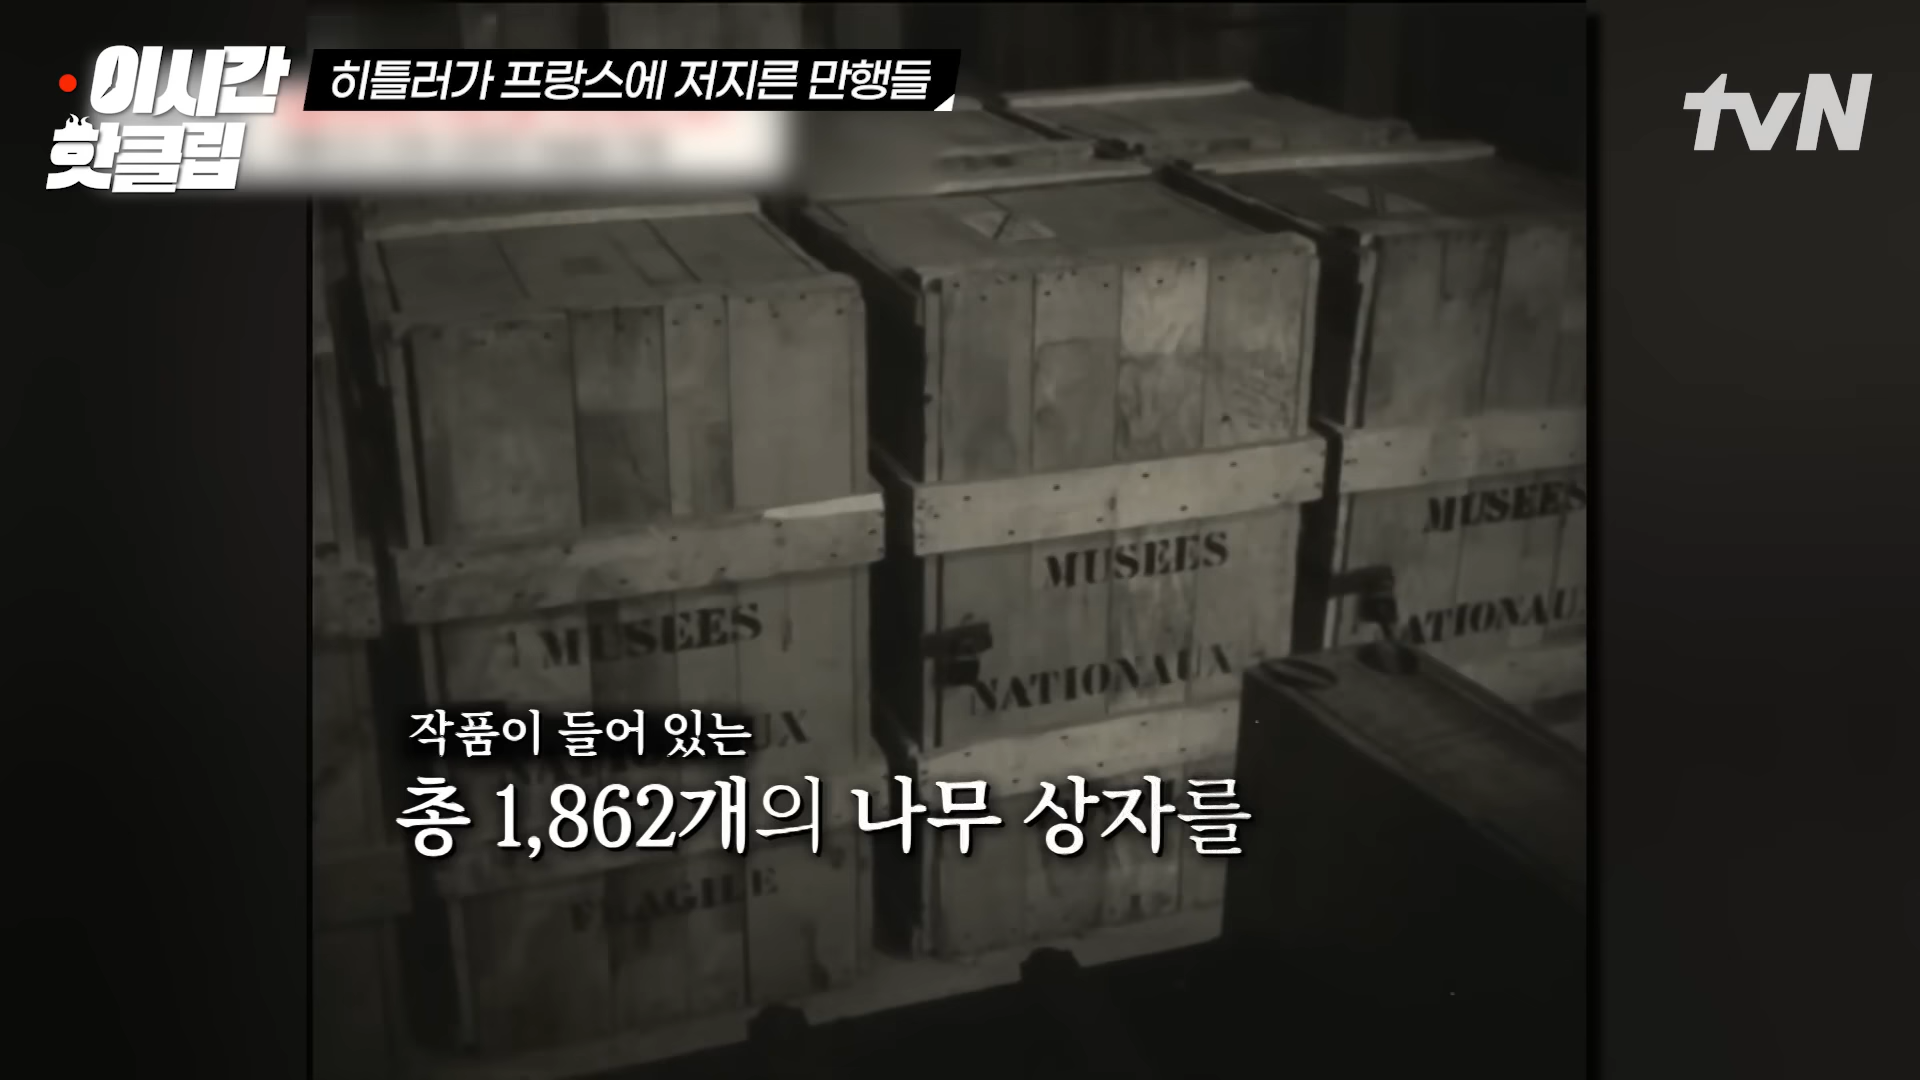 이시간
핫클립
히틀러가 프랑스에 저지른 만행들
tvN
MUSEES
MUSEES
NATIONAUX
MUSEES
NATIONAUX
작품이 들어 있는
총 1,862개의 나무 상자를
FRAGILE